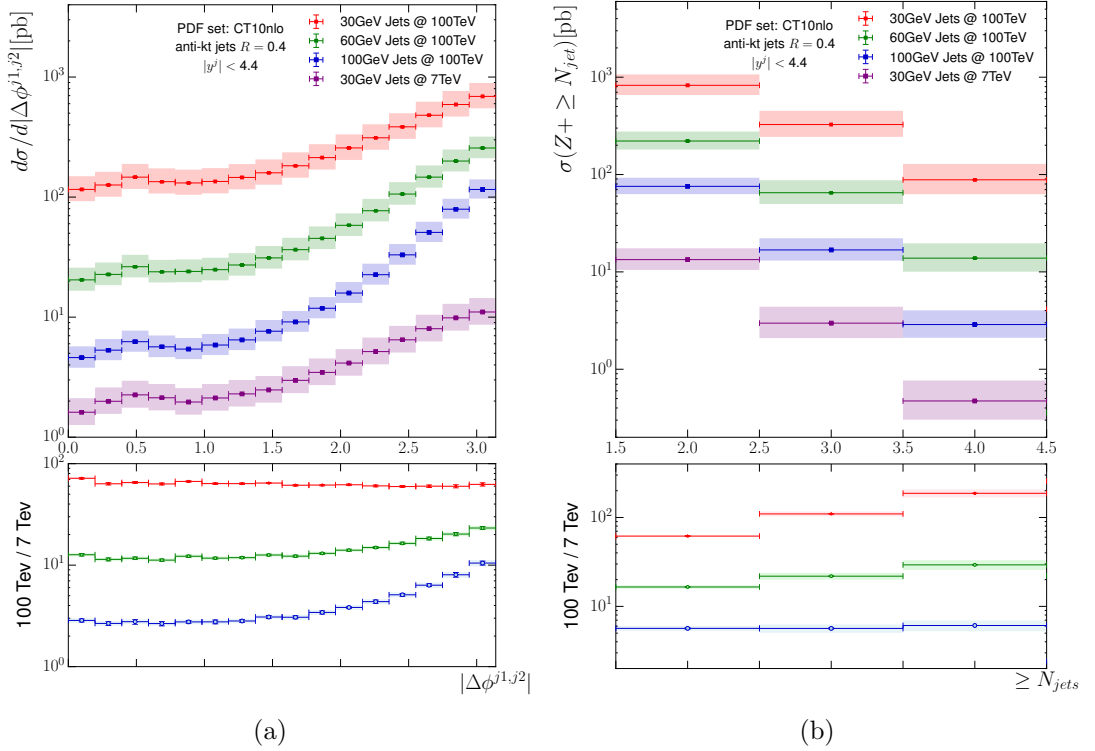 dσ/d|Δϕ^{j1,j2}|[pb]
PDF set: CT10nlo
anti-kt jets R = 0.4
|y^j| < 4.4
30GeV Jets @ 100TeV
60GeV Jets @ 100TeV
100GeV Jets @ 100TeV
30GeV Jets @ 7TeV
10^3
10^2
10^1
10^0
0.0 0.5 1.0 1.5 2.0 2.5 3.0
100 Tev / 7 Tev
10^2
10^1
10^0
|Δϕ^{j1,j2}|
(a)
σ(Z+ ≥ N_{jet})[pb]
PDF set: CT10nlo
anti-kt jets R = 0.4
|y^j| < 4.4
30GeV Jets @ 100TeV
60GeV Jets @ 100TeV
100GeV Jets @ 100TeV
30GeV Jets @ 7TeV
10^3
10^2
10^1
10^0
1.5 2.0 2.5 3.0 3.5 4.0 4.5
100 Tev / 7 Tev
10^2
10^1
≥ N_{jets}
(b)